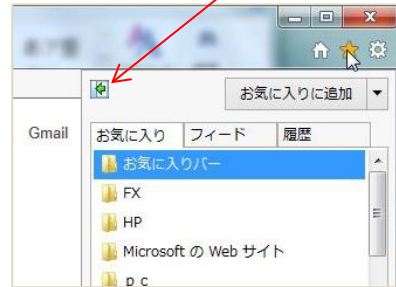 お気に入りに追加
Gmail
お気に入り フィード 履歴
お気に入りバー
FX
HP
Microsoft の Web サイト
ｐｃ